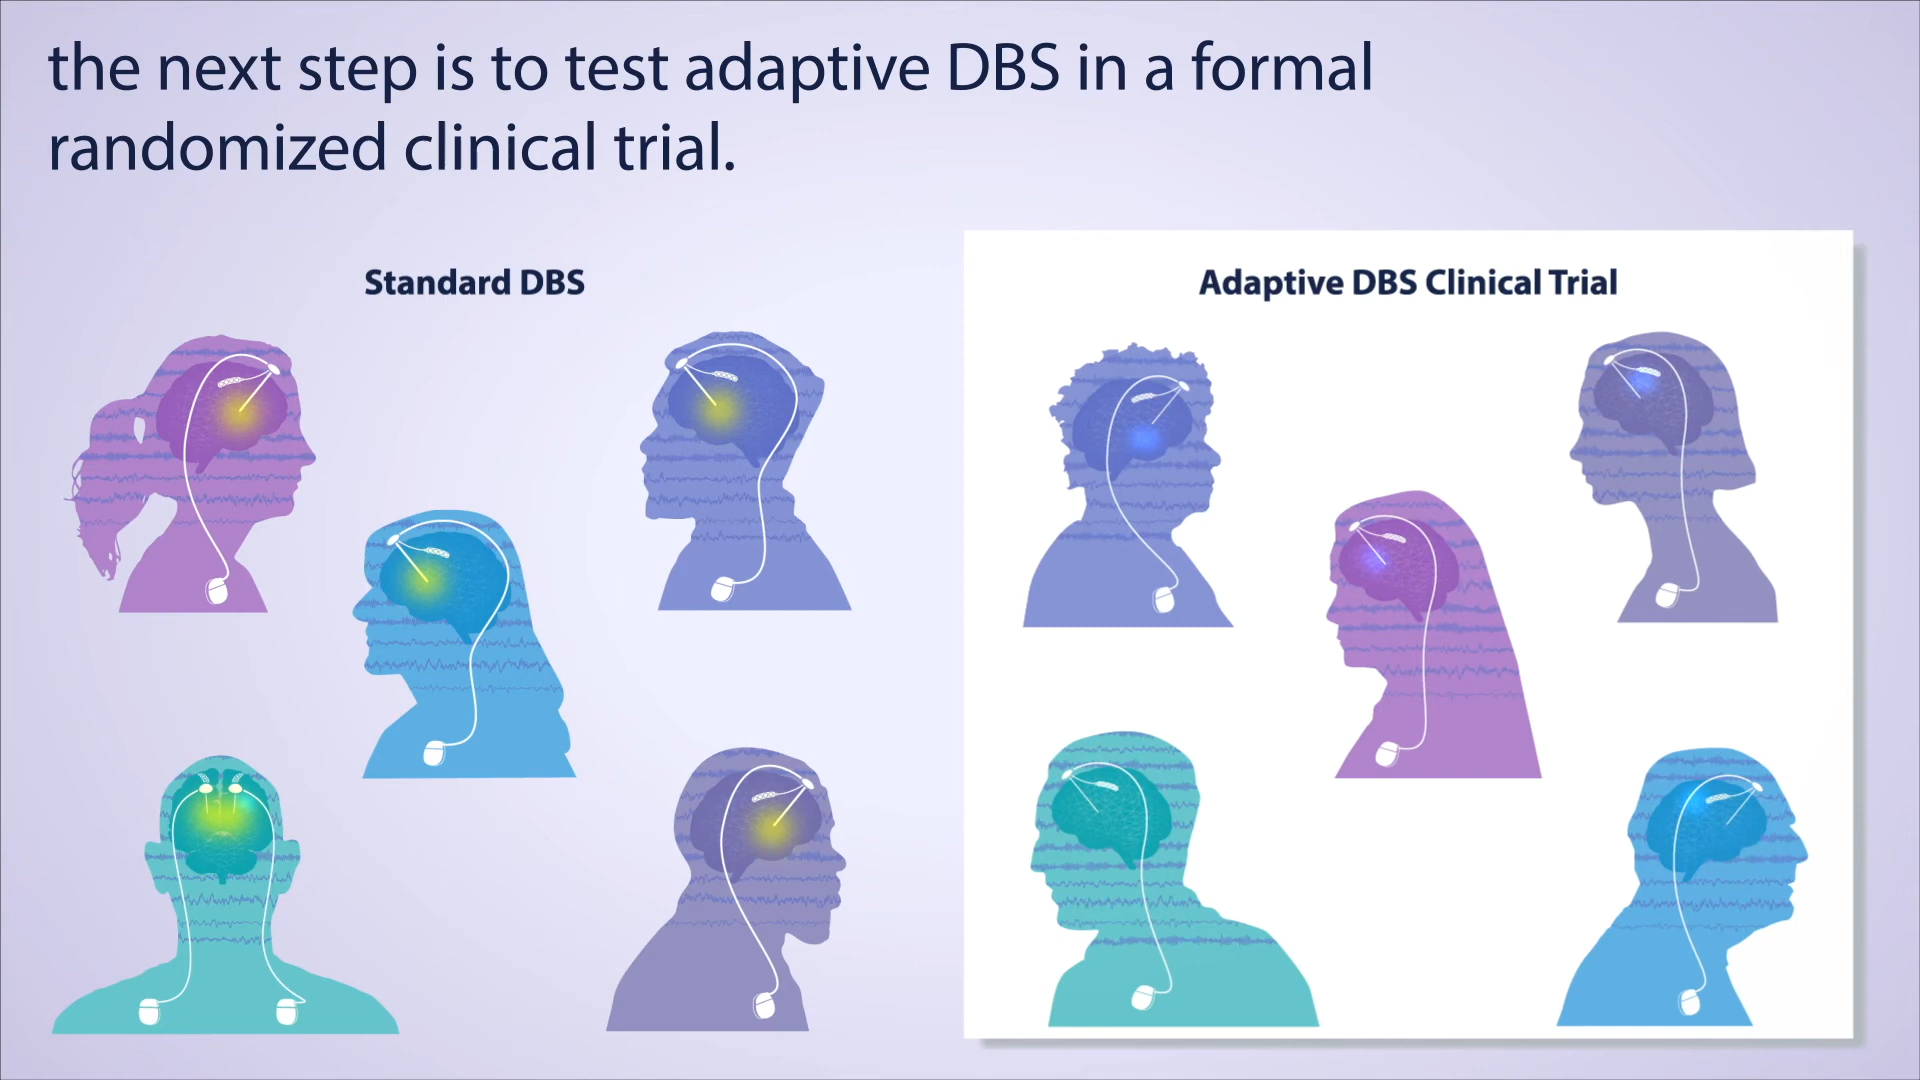 the next step is to test adaptive DBS in a formal
randomized clinical trial.
Standard DBS
Adaptive DBS Clinical Trial